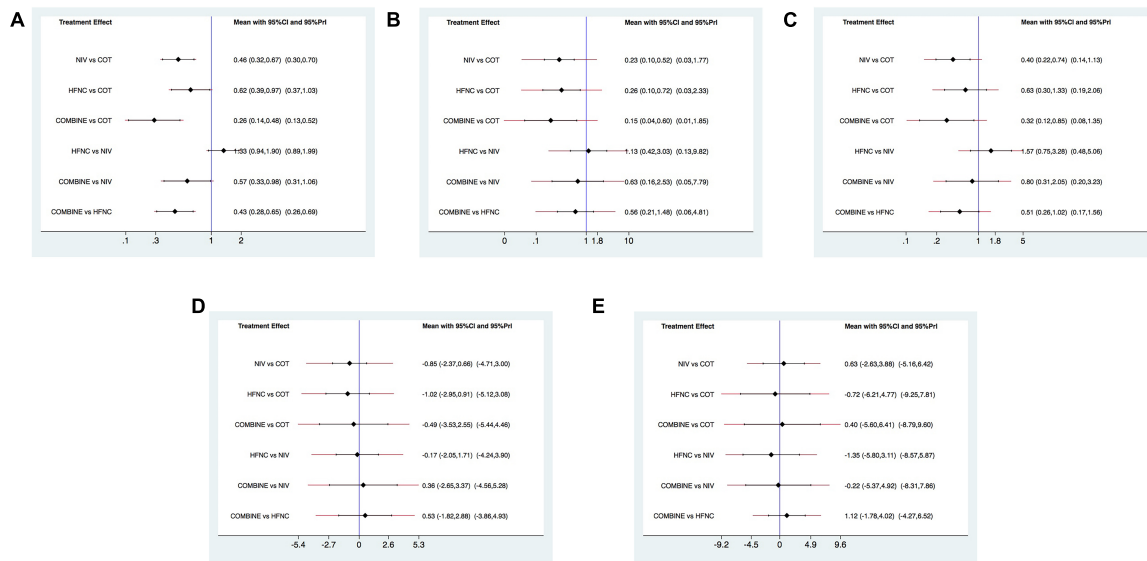 A
Treatment Effect Mean with 95%CI and 95%PrI
NIV vs COT 0.46 (0.32,0.67) (0.30,0.70)
HFNC vs COT 0.62 (0.39,0.97) (0.37,1.03)
COMBINE vs COT 0.26 (0.14,0.48) (0.13,0.52)
HFNC vs NIV 1.33 (0.94,1.90) (0.89,1.99)
COMBINE vs NIV 0.57 (0.33,0.98) (0.31,1.06)
COMBINE vs HFNC 0.43 (0.28,0.65) (0.26,0.69)
.1 .3 1 2
B
Treatment Effect Mean with 95%CI and 95%PrI
NIV vs COT 0.23 (0.10,0.52) (0.03,1.77)
HFNC vs COT 0.26 (0.10,0.72) (0.03,2.33)
COMBINE vs COT 0.15 (0.04,0.60) (0.01,1.85)
HFNC vs NIV 1.13 (0.42,3.03) (0.13,9.82)
COMBINE vs NIV 0.63 (0.16,2.53) (0.05,7.79)
COMBINE vs HFNC 0.56 (0.21,1.48) (0.06,4.81)
0 .1 1 1.8 10
C
Treatment Effect Mean with 95%CI and 95%PrI
NIV vs COT 0.40 (0.22,0.74) (0.14,1.13)
HFNC vs COT 0.63 (0.30,1.33) (0.19,2.06)
COMBINE vs COT 0.32 (0.12,0.85) (0.08,1.35)
HFNC vs NIV 1.57 (0.75,3.28) (0.48,5.06)
COMBINE vs NIV 0.80 (0.31,2.05) (0.20,3.23)
COMBINE vs HFNC 0.51 (0.26,1.02) (0.17,1.56)
.1 .2 1 1.8 5
D
Treatment Effect Mean with 95%CI and 95%PrI
NIV vs COT -0.85 (-2.37,0.66) (-4.71,3.00)
HFNC vs COT -1.02 (-2.95,0.91) (-5.12,3.08)
COMBINE vs COT -0.49 (-3.53,2.55) (-5.44,4.46)
HFNC vs NIV -0.17 (-2.05,1.71) (-4.24,3.90)
COMBINE vs NIV 0.36 (-2.65,3.37) (-4.56,5.28)
COMBINE vs HFNC 0.53 (-1.82,2.88) (-3.86,4.93)
-5.4 -2.7 0 2.6 5.3
E
Treatment Effect Mean with 95%CI and 95%PrI
NIV vs COT 0.63 (-2.63,3.88) (-5.16,6.42)
HFNC vs COT -0.72 (-6.21,4.77) (-9.25,7.81)
COMBINE vs COT 0.40 (-5.60,6.41) (-8.79,9.60)
HFNC vs NIV -1.35 (-5.80,3.11) (-8.57,5.87)
COMBINE vs NIV -0.22 (-5.37,4.92) (-8.31,7.86)
COMBINE vs HFNC 1.12 (-1.78,4.02) (-4.27,6.52)
-9.2 -4.5 0 4.9 9.6